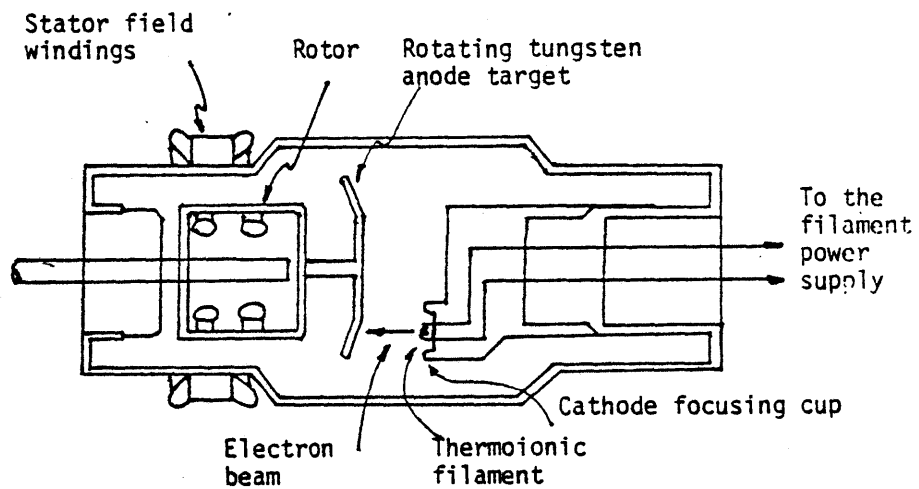 Stator field
windings
Rotor
Rotating tungsten
anode target
To the
filament
power
supply
Cathode focusing cup
Electron
beam
Thermoionic
filament